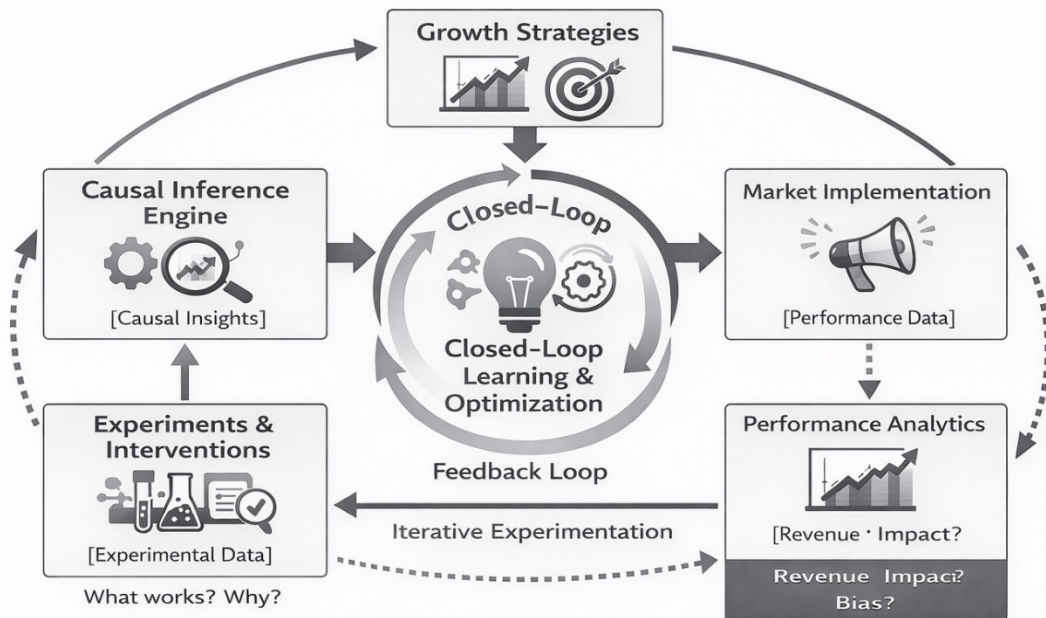 Growth Strategies
Causal Inference
Engine
[Causal Insights]
Closed–Loop
Closed–Loop
Learning &
Optimization
Feedback Loop
Market Implementation
[Performance Data]
Experiments &
Interventions
[Experimental Data]
What works? Why?
Iterative Experimentation
Performance Analytics
[Revenue · Impact?
Revenue Impaci?
Bias?